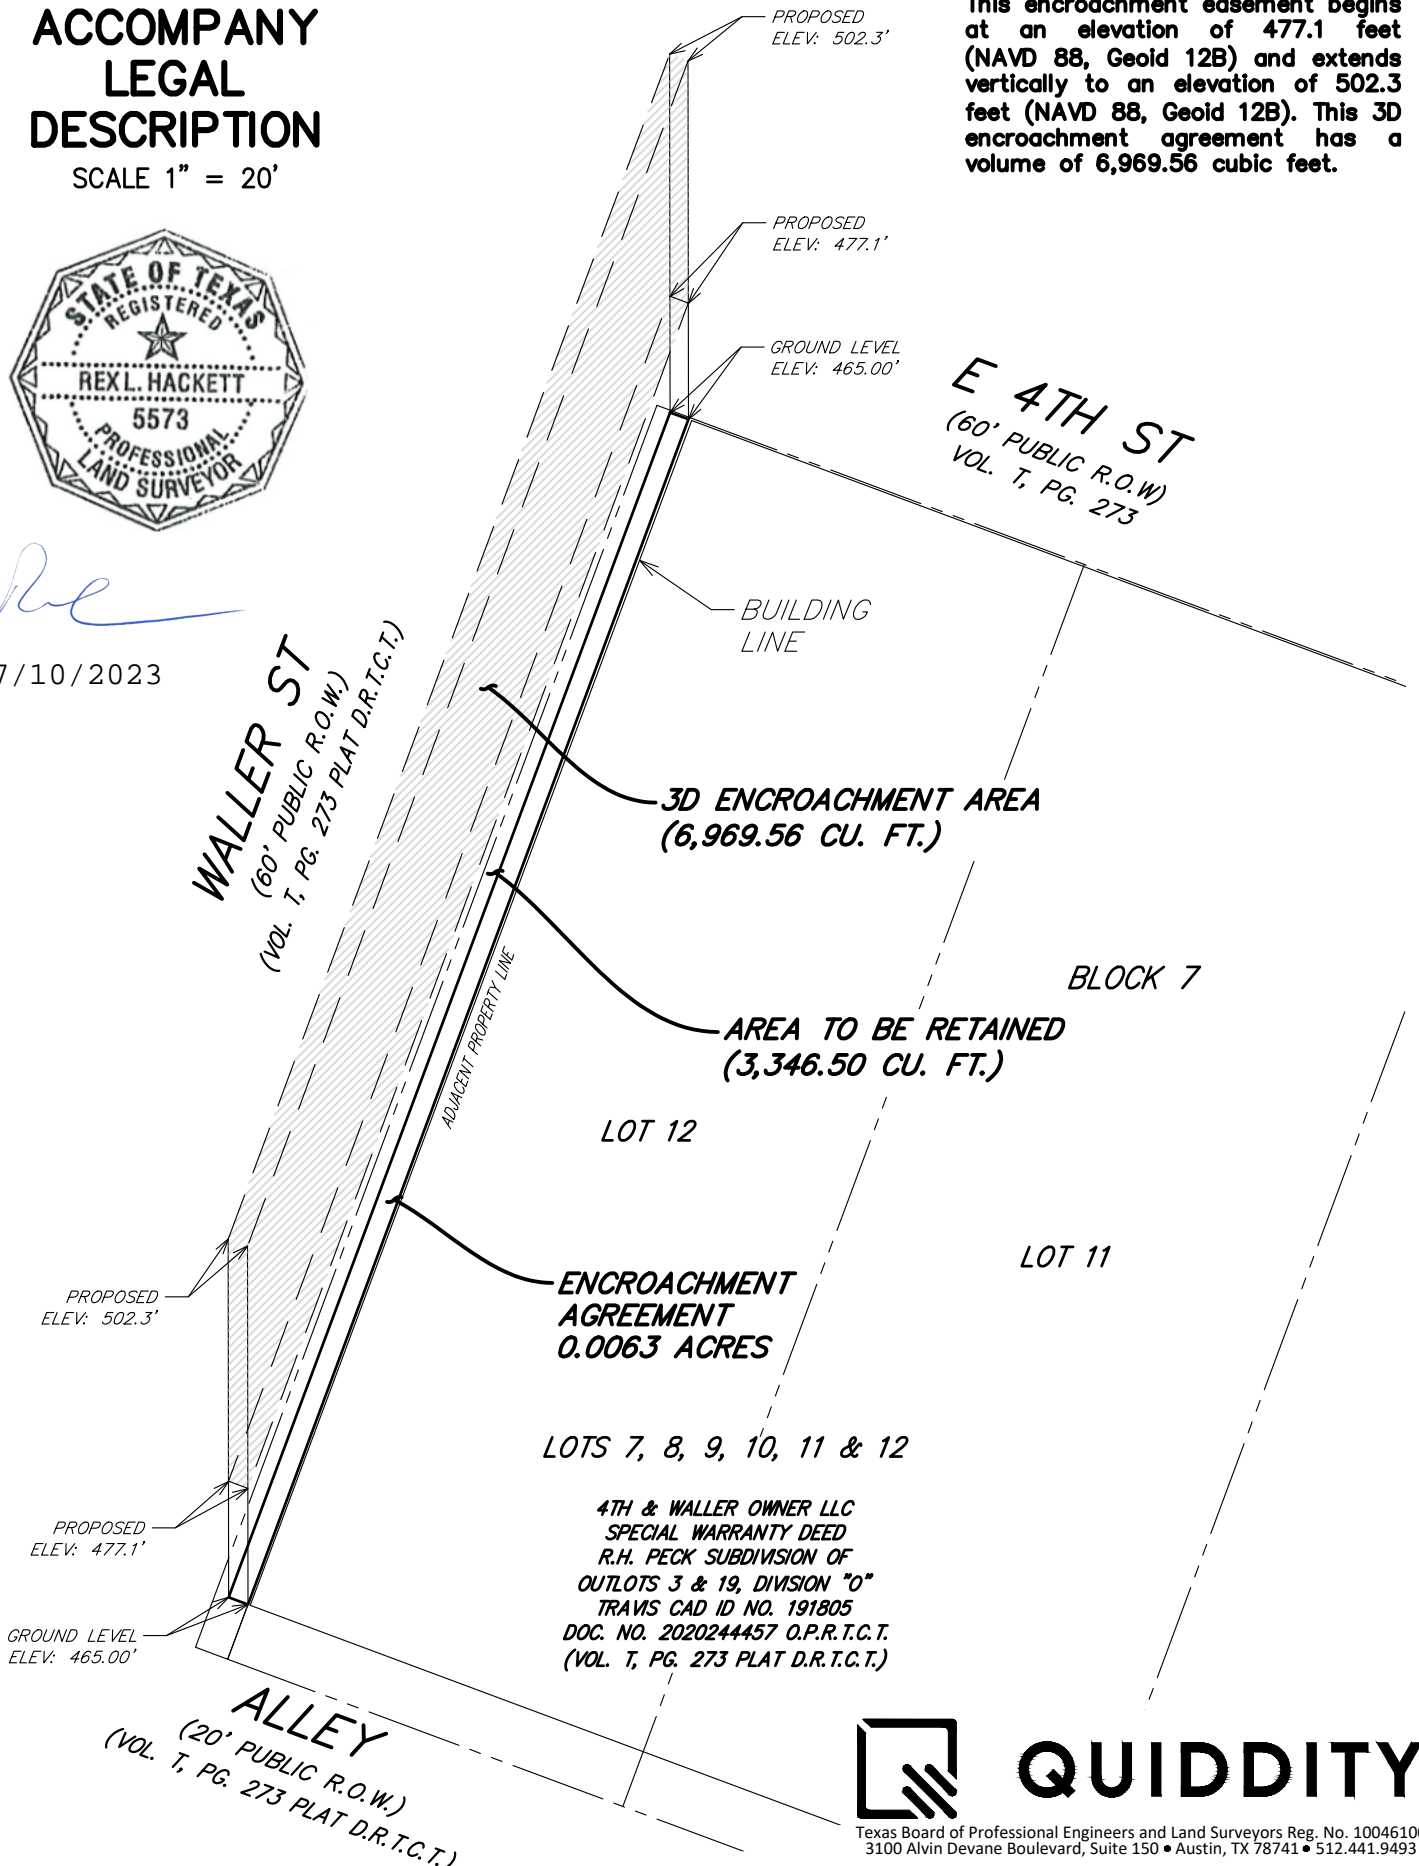 ACCOMPANY
LEGAL
DESCRIPTION
SCALE 1" = 20'
STATE OF TEXAS
REGISTERED
REX L. HACKETT
5573
PROFESSIONAL
LAND SURVEYOR
7/10/2023
This encroachment easement begins
at an elevation of 477.1 feet
(NAVD 88, Geoid 12B) and extends
vertically to an elevation of 502.3
feet (NAVD 88, Geoid 12B). This 3D
encroachment agreement has a
volume of 6,969.56 cubic feet.
PROPOSED
ELEV: 502.3'
PROPOSED
ELEV: 477.1'
GROUND LEVEL
ELEV: 465.00'
E 4TH ST
(60' PUBLIC R.O.W)
VOL. T, PG. 273
BUILDING
LINE
WALLER ST
(60' PUBLIC R.O.W.)
(VOL. T, PG. 273 PLAT D.R.T.C.T.)
3D ENCROACHMENT AREA
(6,969.56 CU. FT.)
ADJACENT PROPERTY LINE
BLOCK 7
AREA TO BE RETAINED
(3,346.50 CU. FT.)
LOT 12
LOT 11
ENCROACHMENT
AGREEMENT
0.0063 ACRES
PROPOSED
ELEV: 502.3'
PROPOSED
ELEV: 477.1'
GROUND LEVEL
ELEV: 465.00'
LOTS 7, 8, 9, 10, 11 & 12
4TH & WALLER OWNER LLC
SPECIAL WARRANTY DEED
R.H. PECK SUBDIVISION OF
OUTLOTS 3 & 19, DIVISION "O"
TRAVIS CAD ID NO. 191805
DOC. NO. 2020244457 O.P.R.T.C.T.
(VOL. T, PG. 273 PLAT D.R.T.C.T.)
ALLEY
(20' PUBLIC R.O.W.)
(VOL. T, PG. 273 PLAT D.R.T.C.T.)
QUIDDITY
Texas Board of Professional Engineers and Land Surveyors Reg. No. 1004610
3100 Alvin Devane Boulevard, Suite 150 • Austin, TX 78741 • 512.441.9493